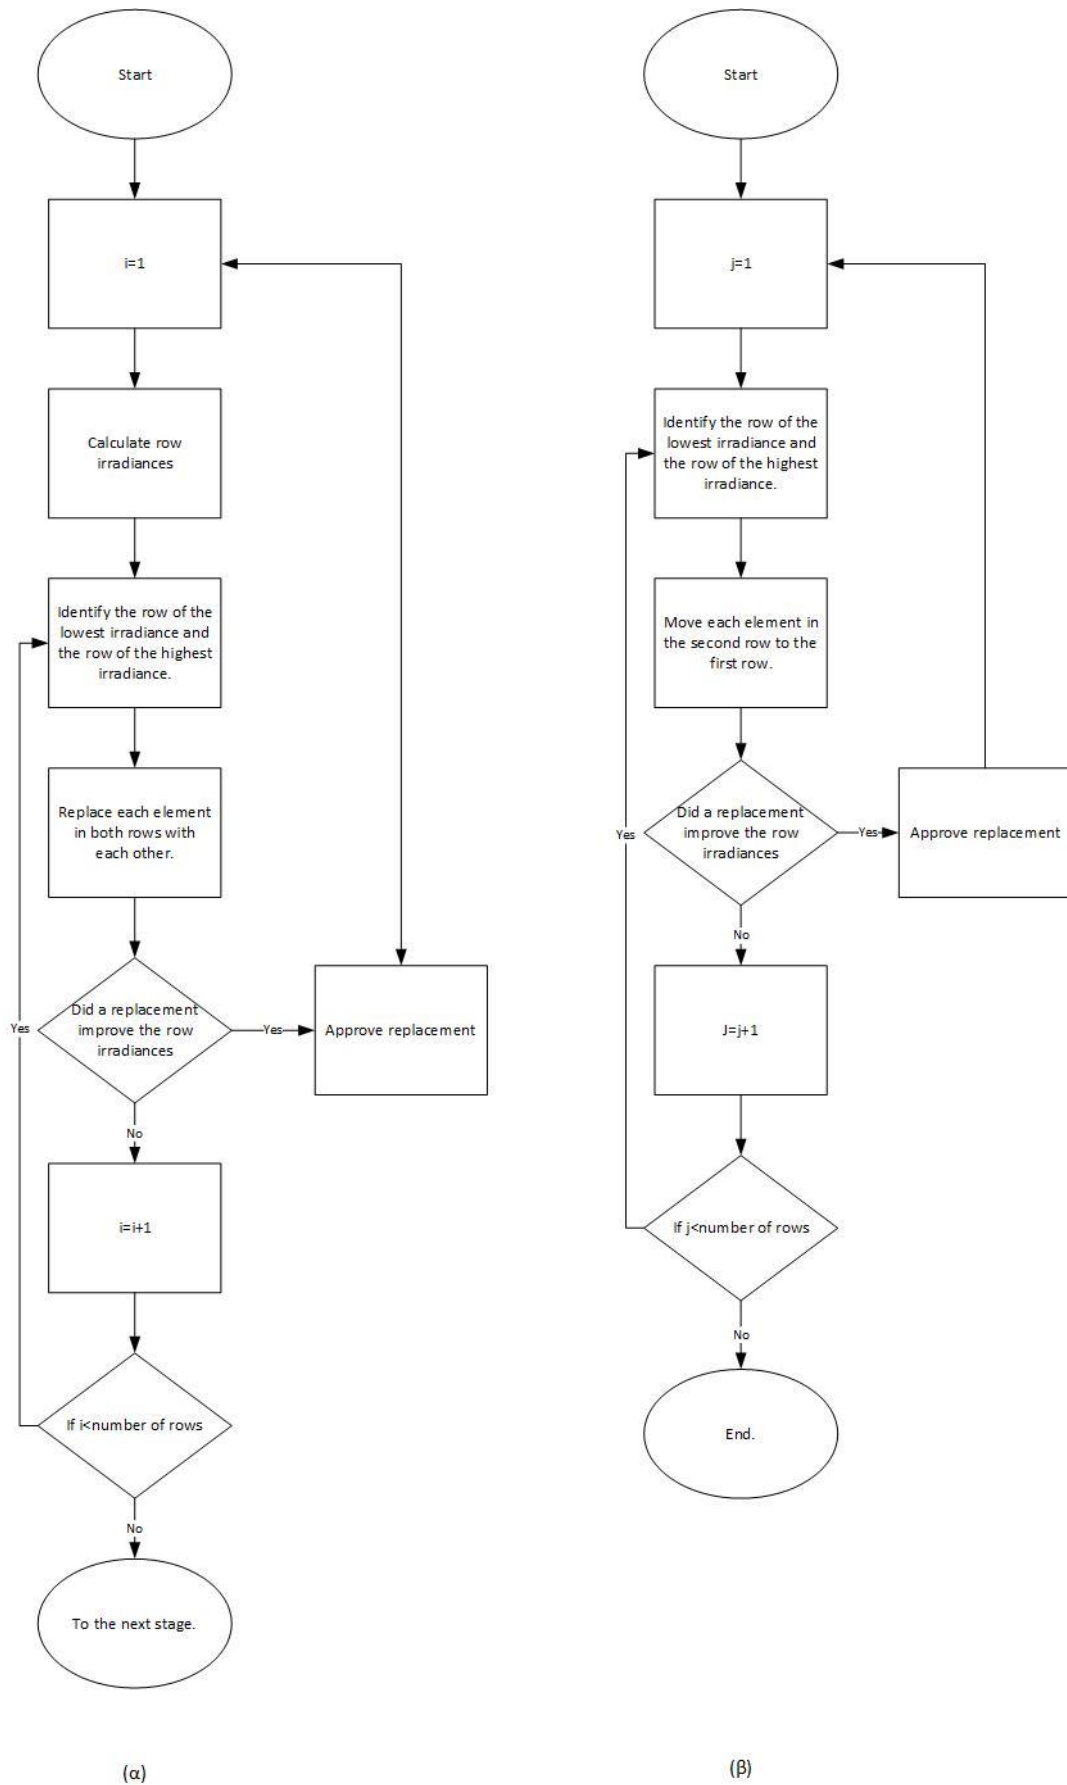 Start
i=1
Calculate row
irradiances
Identify the row of the
lowest irradiance and
the row of the highest
irradiance.
Replace each element
in both rows with
each other.
Did a replacement
improve the row
irradiances
Yes
Yes
Approve replacement
No
i=i+1
If i<number of rows
No
To the next stage.
(α)
Start
j=1
Identify the row of the
lowest irradiance and
the row of the highest
irradiance.
Move each element in
the second row to the
first row.
Did a replacement
improve the row
irradiances
Yes
Yes
Approve replacement
No
J=j+1
If j<number of rows
No
End.
(β)